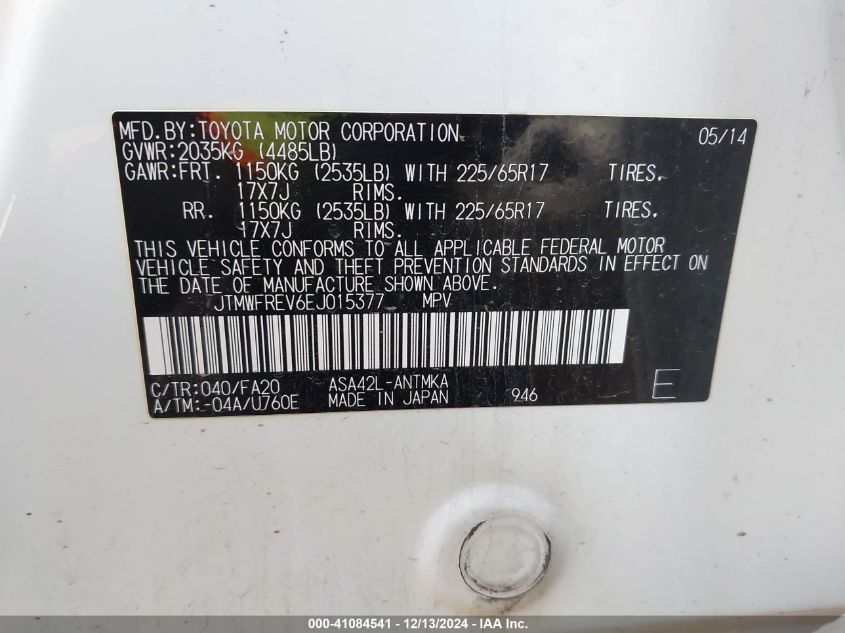 MFD.BY:TOYOTA MOTOR CORPORATION 05/14
GVWR:2035KG (4485LB)
GAWR:FRT. 1150KG (2535LB) WITH 225/65R17 TIRES,
17X7J RIMS.
RR. 1150KG (2535LB) WITH 225/65R17 TIRES,
17X7J RIMS.
THIS VEHICLE CONFORMS TO ALL APPLICABLE FEDERAL MOTOR
VEHICLE SAFETY AND THEFT PREVENTION STANDARDS IN EFFECT ON
THE DATE OF MANUFACTURE SHOWN ABOVE.
JTMWFREV6EJ015377 MPV
C/TR:040/FA20 ASA42L-ANTMKA
A/TM:-04A/U760E MADE IN JAPAN 946 E
000-41084541 - 12/13/2024 - IAA Inc.